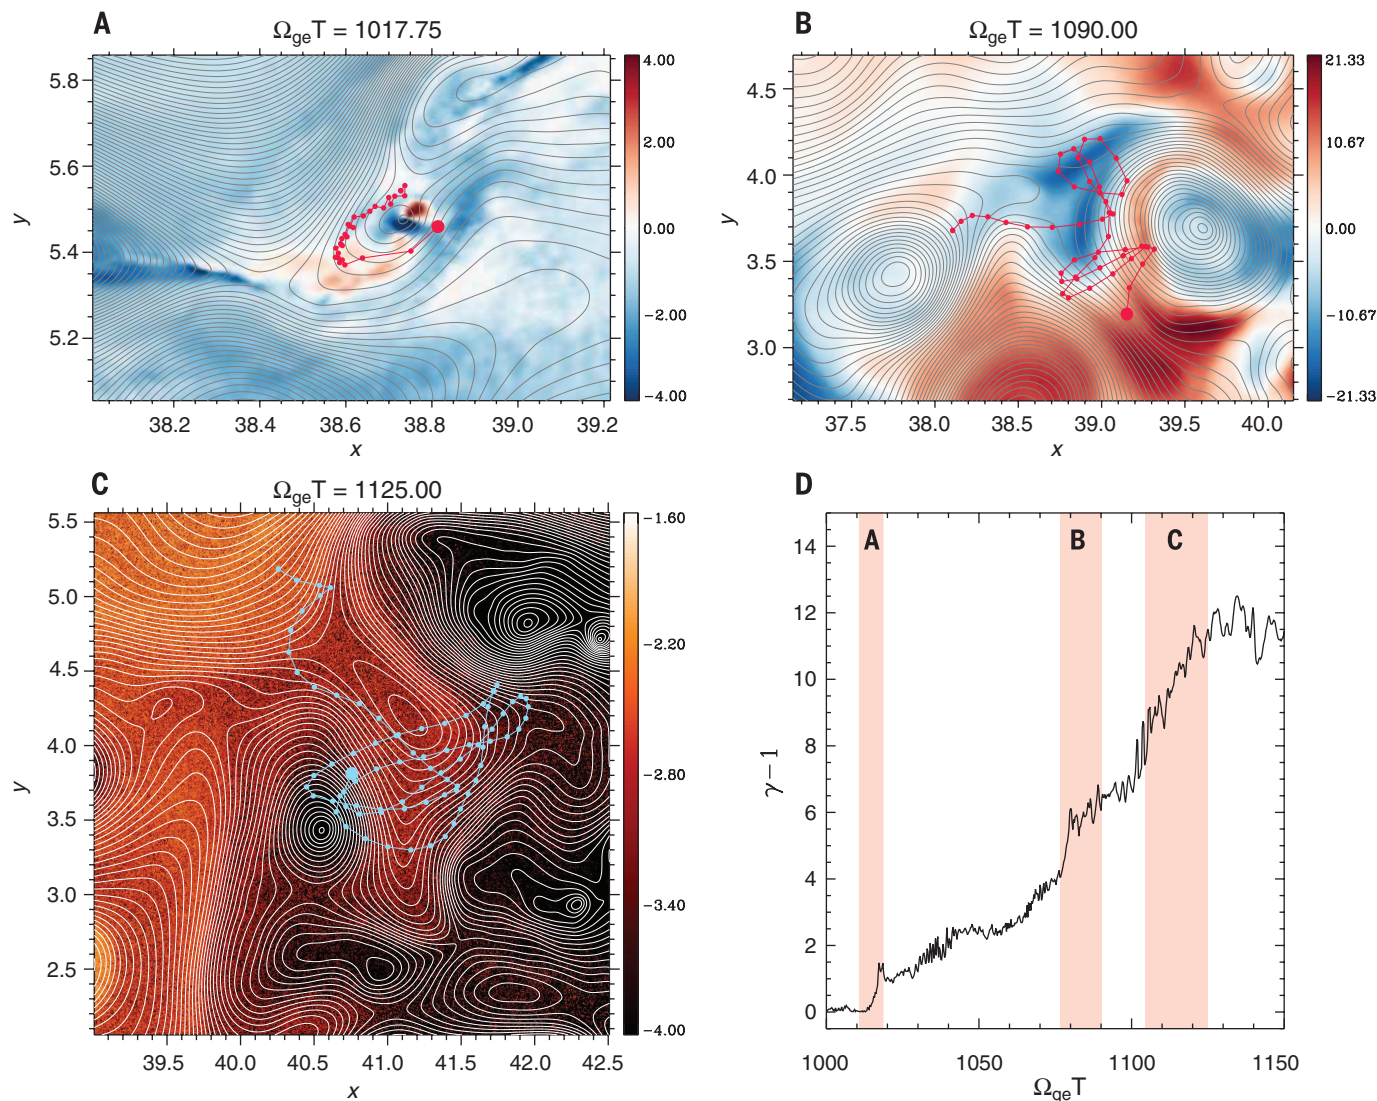 A
Ω_ge T = 1017.75
5.8
5.6
5.4
5.2
y
38.2 38.4 38.6 38.8 39.0 39.2
x
4.00
2.00
0.00
−2.00
−4.00
B
Ω_ge T = 1090.00
4.5
4.0
3.5
3.0
y
37.5 38.0 38.5 39.0 39.5 40.0
x
21.33
10.67
0.00
−10.67
−21.33
C
Ω_ge T = 1125.00
5.5
5.0
4.5
4.0
3.5
3.0
2.5
y
39.5 40.0 40.5 41.0 41.5 42.0 42.5
x
−1.60
−2.20
−2.80
−3.40
−4.00
D
A B C
14
12
10
8
6
4
2
0
γ−1
1000 1050 1100 1150
Ω_ge T